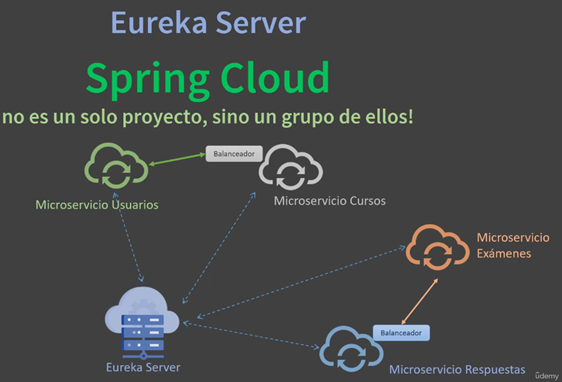 Eureka Server
Spring Cloud
no es un solo proyecto, sino un grupo de ellos!
Balanceador
Microservicio Usuarios
Microservicio Cursos
Microservicio
Exámenes
Balanceador
Eureka Server
Microservicio Respuestas
ûdemy